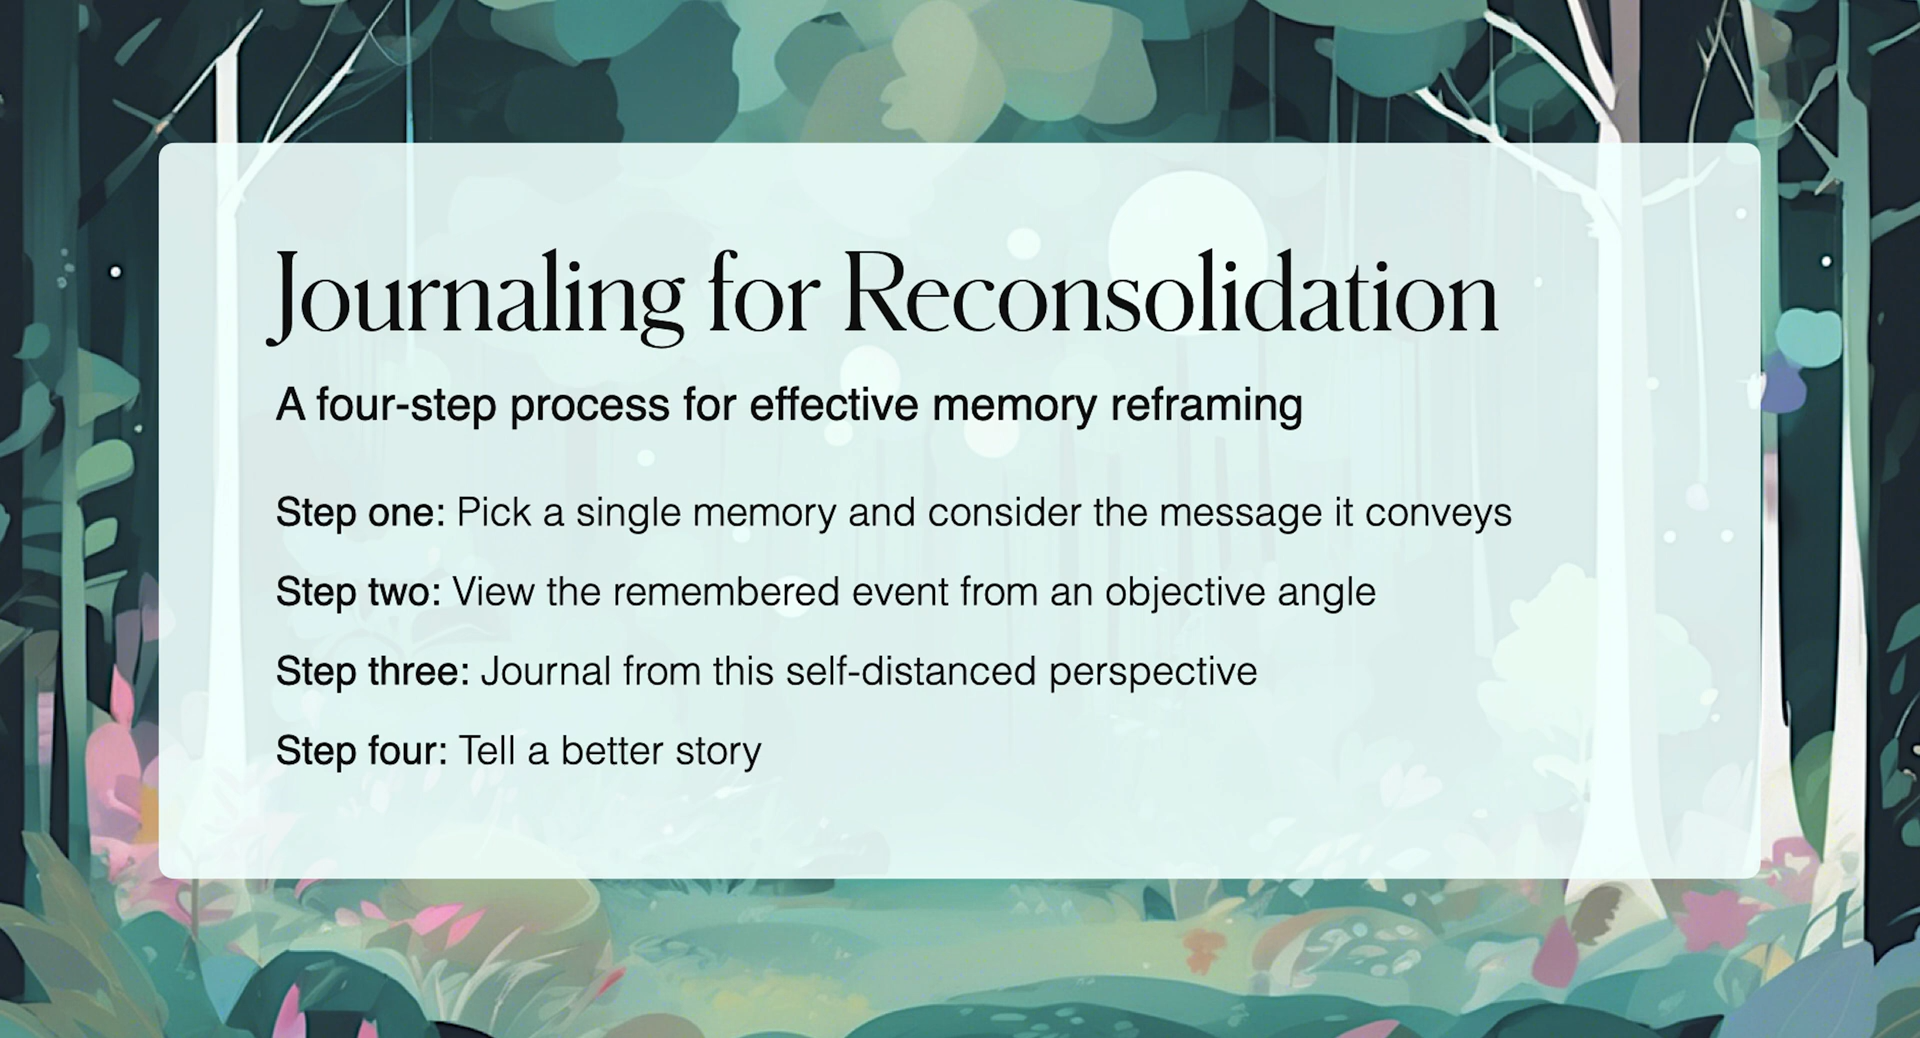 Journaling for Reconsolidation
A four-step process for effective memory reframing
Step one: Pick a single memory and consider the message it conveys
Step two: View the remembered event from an objective angle
Step three: Journal from this self-distanced perspective
Step four: Tell a better story